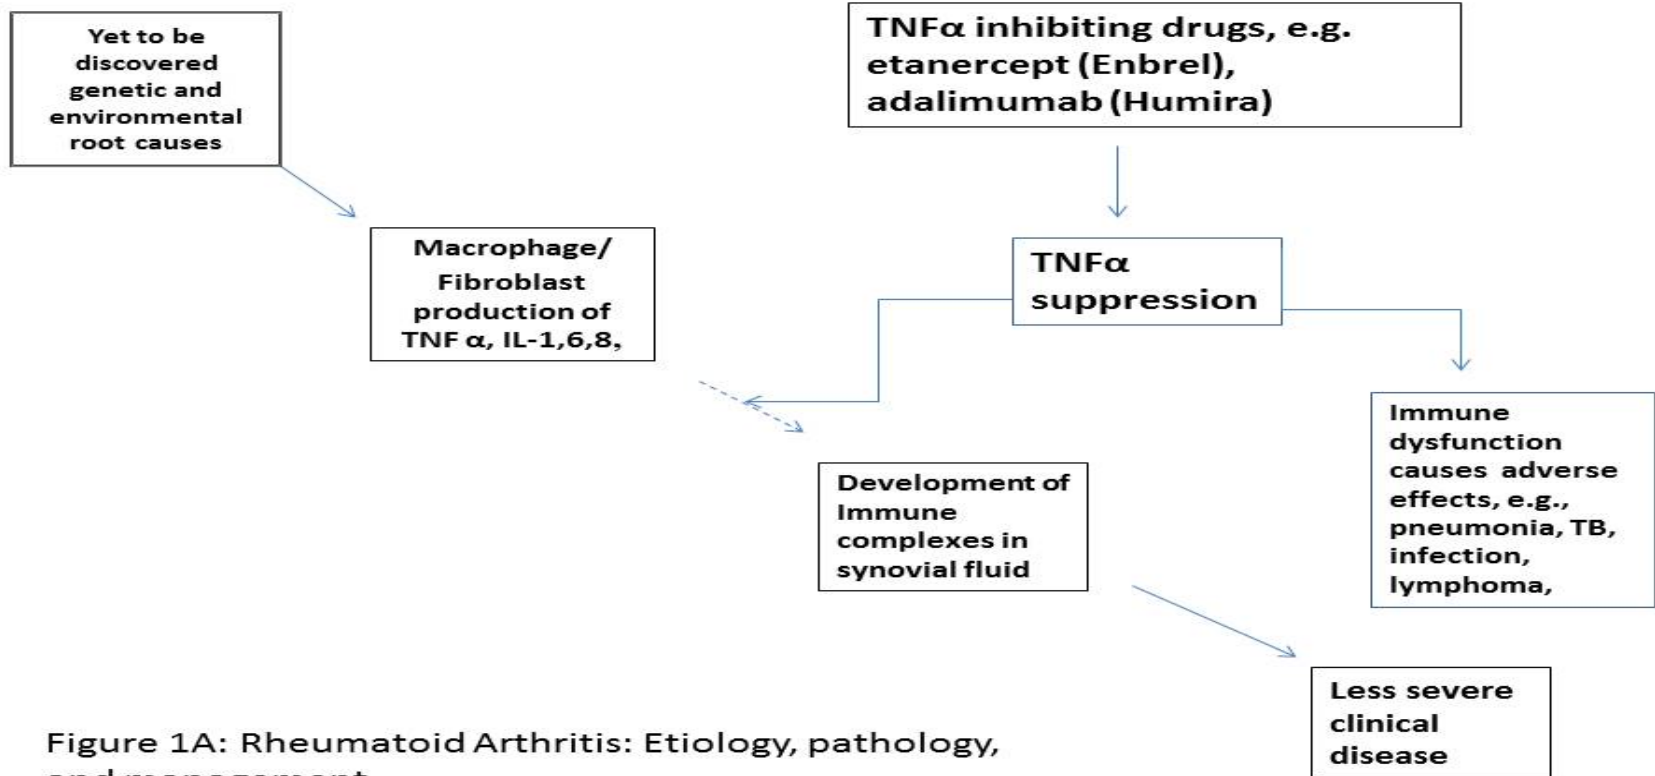 Yet to be
discovered
genetic and
environmental
root causes
TNFα inhibiting drugs, e.g.
etanercept (Enbrel),
adalimumab (Humira)
Macrophage/
Fibroblast
production of
TNF α, IL-1,6,8,
TNFα
suppression
Immune
dysfunction
causes adverse
effects, e.g.,
pneumonia, TB,
infection,
lymphoma,
Development of
Immune
complexes in
synovial fluid
Less severe
clinical
disease
Figure 1A: Rheumatoid Arthritis: Etiology, pathology,
and management